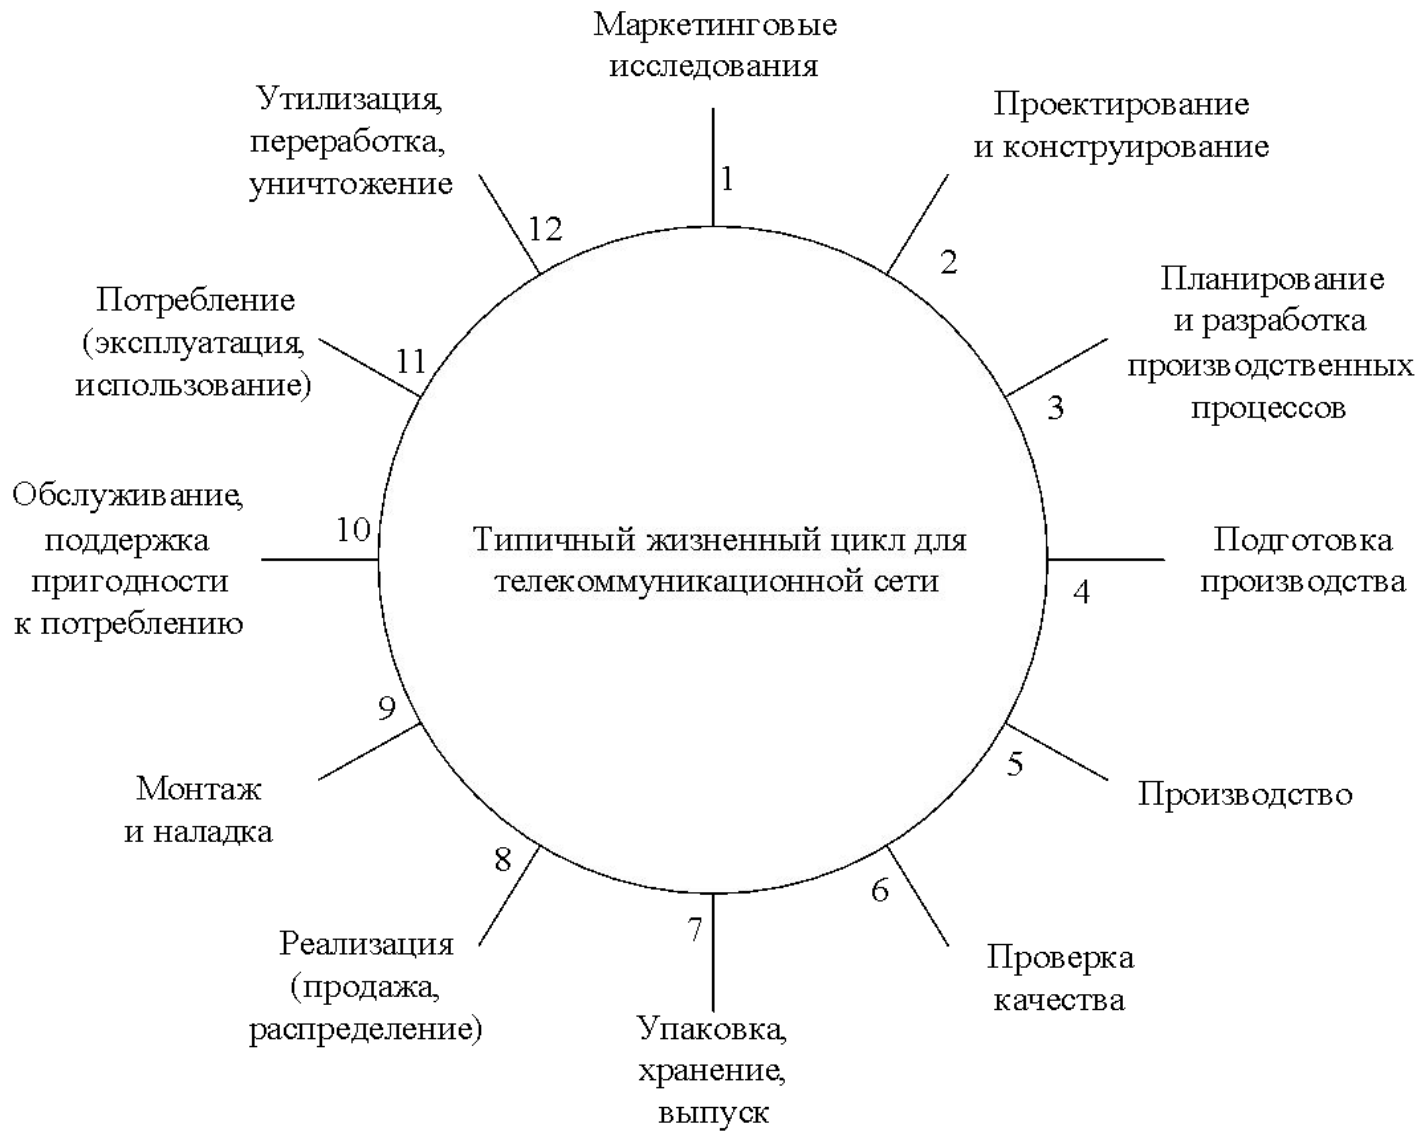 Маркетинговые
исследования
1
Проектирование
и конструирование
2
Планирование
и разработка
производственных
процессов
3
Подготовка
производства
4
Производство
5
Проверка
качества
6
Упаковка,
хранение,
выпуск
7
Реализация
(продажа,
распределение)
8
Монтаж
и наладка
9
Обслуживание,
поддержка
пригодности
к потреблению
10
Потребление
(эксплуатация,
использование)
11
Утилизация,
переработка,
уничтожение
12
Типичный жизненный цикл для
телекоммуникационной сети